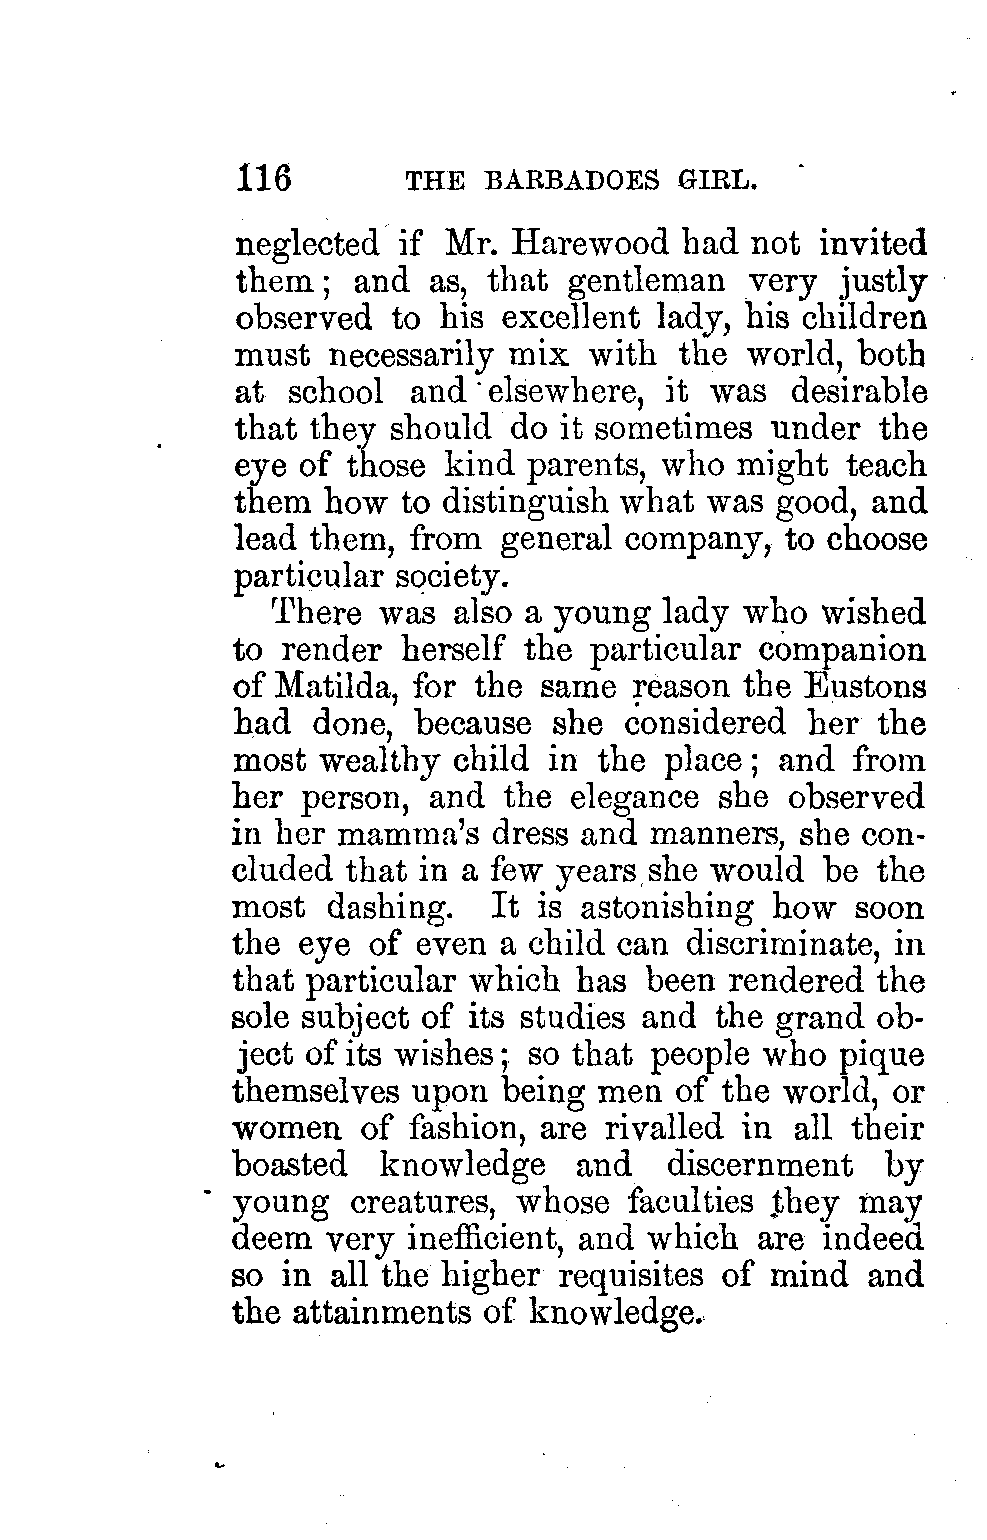 116 THE BARBADOES GIRL.
neglected if Mr. Harewood had not invited
them; and as, that gentleman very justly
observed to his excellent lady, his children
must necessarily mix with the world, both
at school and elsewhere, it was desirable
that they should do it sometimes under the
eye of those kind parents, who might teach
them how to distinguish what was good, and
lead them, from general company, to choose
particular society.
There was also a young lady who wished
to render herself the particular companion
of Matilda, for the same reason the Eustons
had done, because she considered her the
most wealthy child in the place; and from
her person, and the elegance she observed
in her mamma's dress and manners, she con-
cluded that in a few years she would be the
most dashing. It is astonishing how soon
the eye of even a child can discriminate, in
that particular which has been rendered the
sole subject of its studies and the grand ob-
ject of its wishes; so that people who pique
themselves upon being men of the world, or
women of fashion, are rivalled in all their
boasted knowledge and discernment by
young creatures, whose faculties they may
deem very inefficient, and which are indeed
so in all the higher requisites of mind and
the attainments of knowledge.